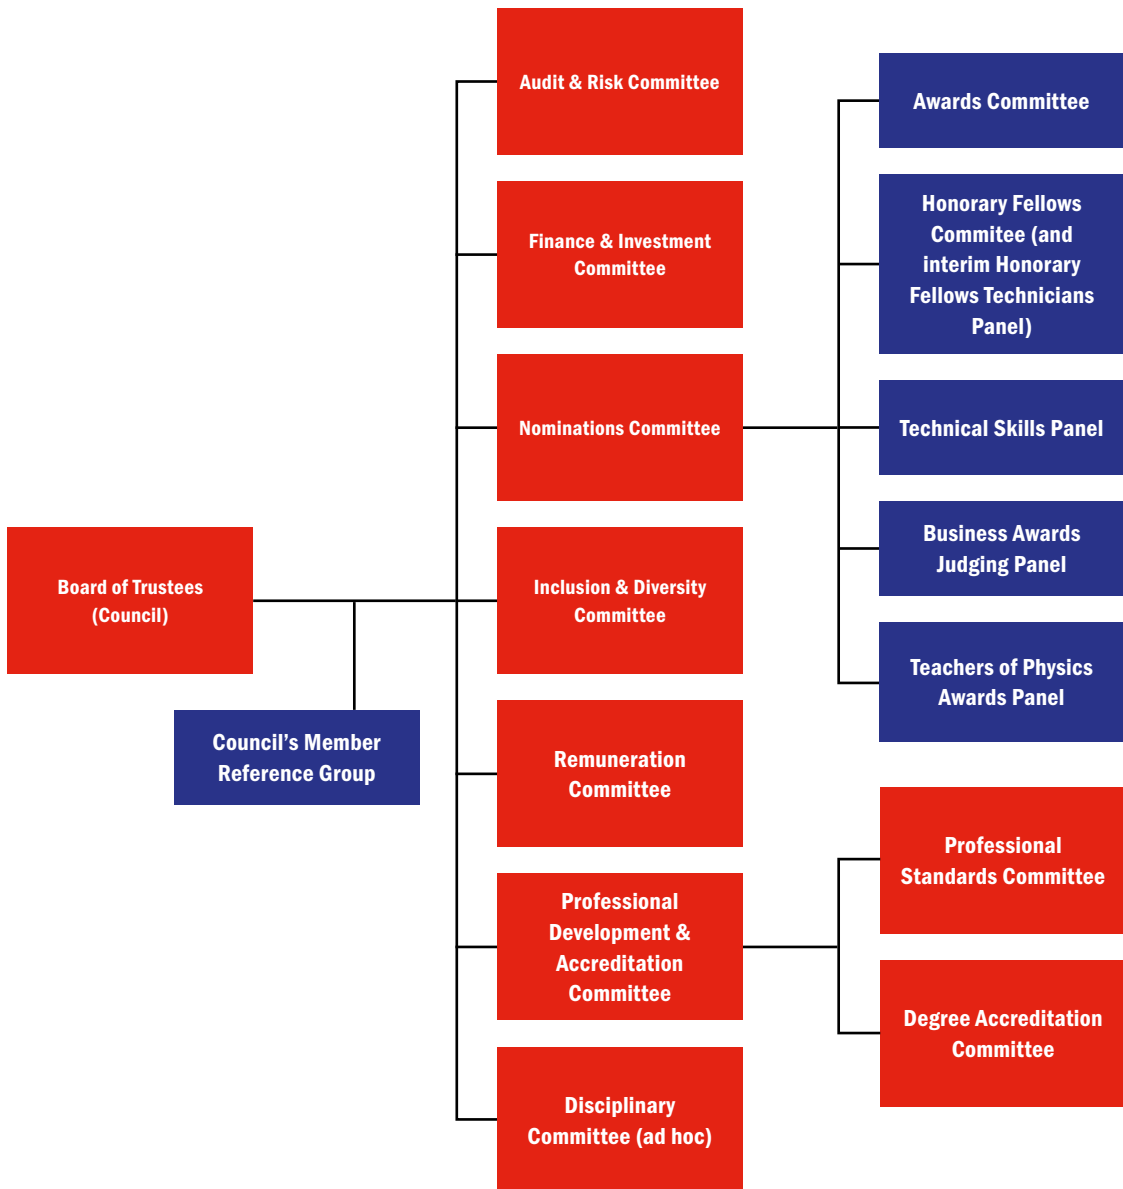 Board of Trustees
(Council)
Council’s Member
Reference Group
Audit & Risk Committee
Finance & Investment
Committee
Nominations Committee
Inclusion & Diversity
Committee
Remuneration
Committee
Professional
Development &
Accreditation
Committee
Disciplinary
Committee (ad hoc)
Awards Committee
Honorary Fellows
Commitee (and
interim Honorary
Fellows Technicians
Panel)
Technical Skills Panel
Business Awards
Judging Panel
Teachers of Physics
Awards Panel
Professional
Standards Committee
Degree Accreditation
Committee